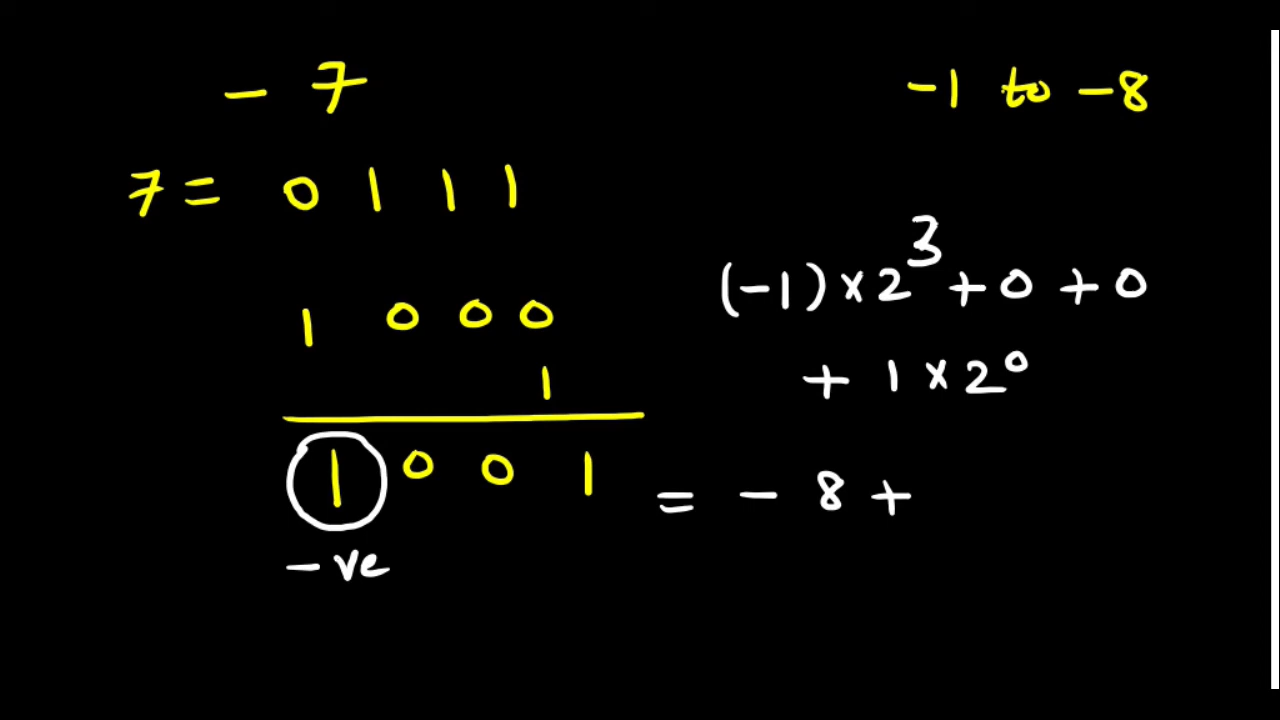 - 7
-1 to -8
7 = 0 1 1 1
(-1) × 2³ + 0 + 0
1 0 0 0
+ 1 × 2⁰
1
1 0 0 1 = - 8 +
- ve